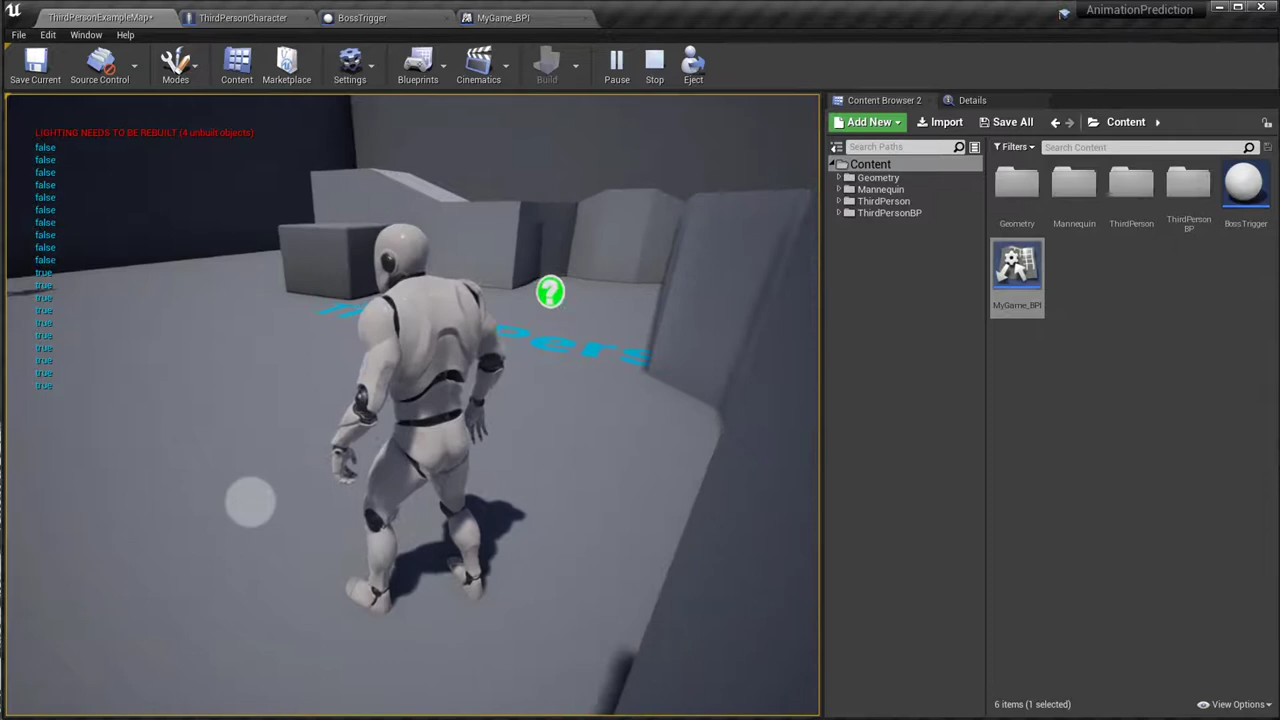 ThirdPersonExampleMap*
ThirdPersonCharacter
BossTrigger
MyGame_BPI
AnimationPrediction
File Edit Window Help
Save Current
Source Control
Modes
Content
Marketplace
Settings
Blueprints
Cinematics
Build
Pause
Stop
Eject
Content Browser 2
Details
Add New
Import
Save All
Content
Search Paths
Filters
Search Content
Content
Geometry
Mannequin
ThirdPerson
ThirdPersonBP
Geometry
Mannequin
ThirdPerson
ThirdPerson
BP
BossTrigger
MyGame_BPI
LIGHTING NEEDS TO BE REBUILT (4 unbuilt objects)
false
false
false
false
false
false
false
false
false
false
true
true
true
true
true
true
true
true
true
true
?
6 items (1 selected)
View Options